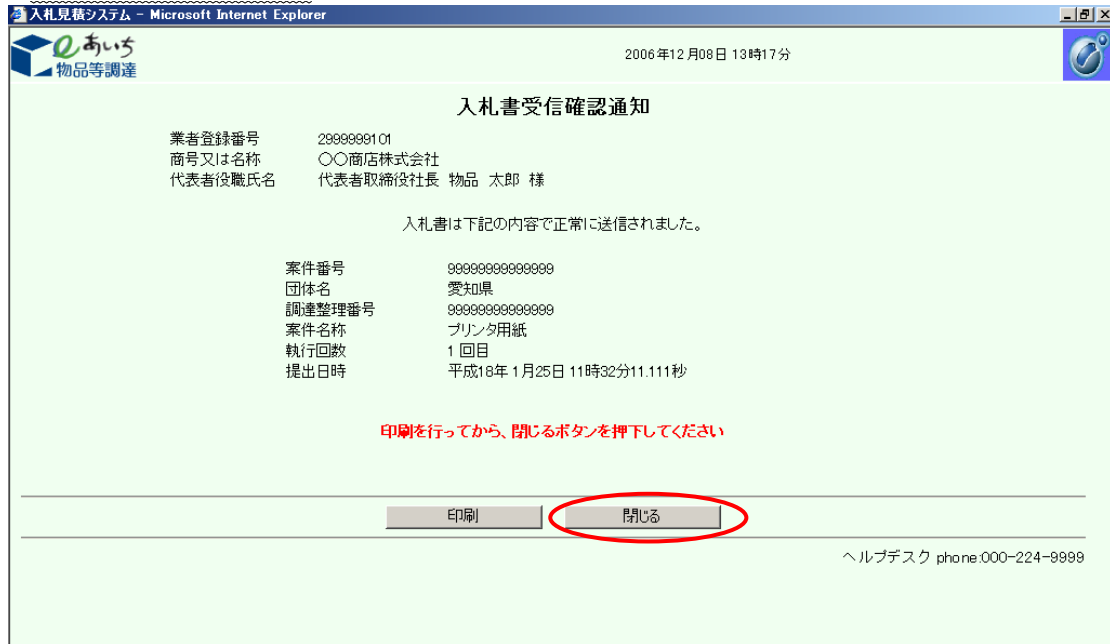 入札見積システム - Microsoft Internet Explorer
eあいち
物品等調達
2006年12月08日 13時17分
入札書受信確認通知
業者登録番号 2999999101
商号又は名称 〇〇商店株式会社
代表者役職氏名 代表者取締役社長 物品 太郎 様
入札書は下記の内容で正常に送信されました。
案件番号 99999999999999
団体名 愛知県
調達整理番号 99999999999999
案件名称 プリンタ用紙
執行回数 1 回目
提出日時 平成18年 1月25日 11時32分11.111秒
印刷を行ってから、閉じるボタンを押下してください
印刷 閉じる
ヘルプデスク phone:000-224-9999